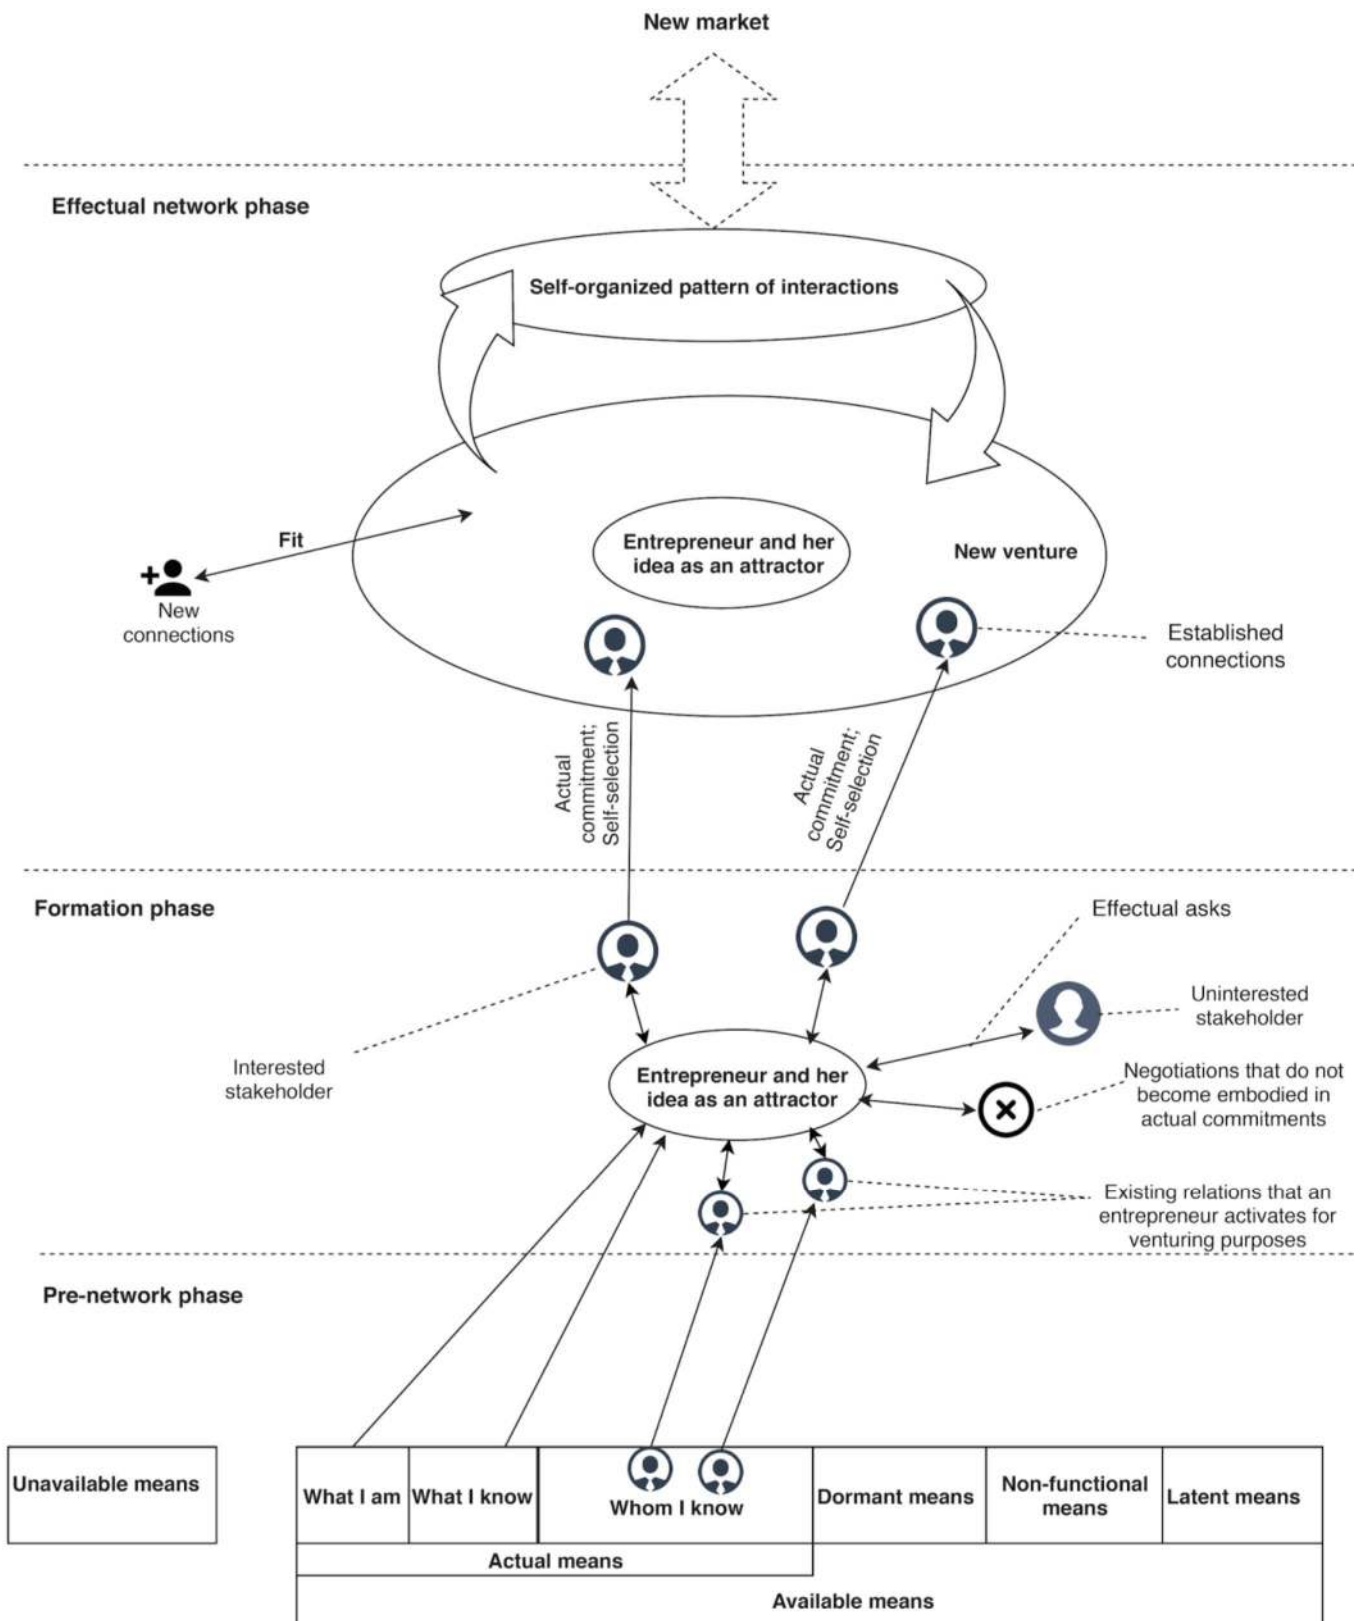 New market
Effectual network phase
Self-organized pattern of interactions
Fit
Entrepreneur and her
idea as an attractor
New venture
New
connections
Established
connections
Actual
commitment;
Self-selection
Actual
commitment;
Self-selection
Formation phase
Effectual asks
Uninterested
stakeholder
Interested
stakeholder
Entrepreneur and her
idea as an attractor
Negotiations that do not
become embodied in
actual commitments
Existing relations that an
entrepreneur activates for
venturing purposes
Pre-network phase
Unavailable means
What I am
What I know
Whom I know
Dormant means
Non-functional
means
Latent means
Actual means
Available means